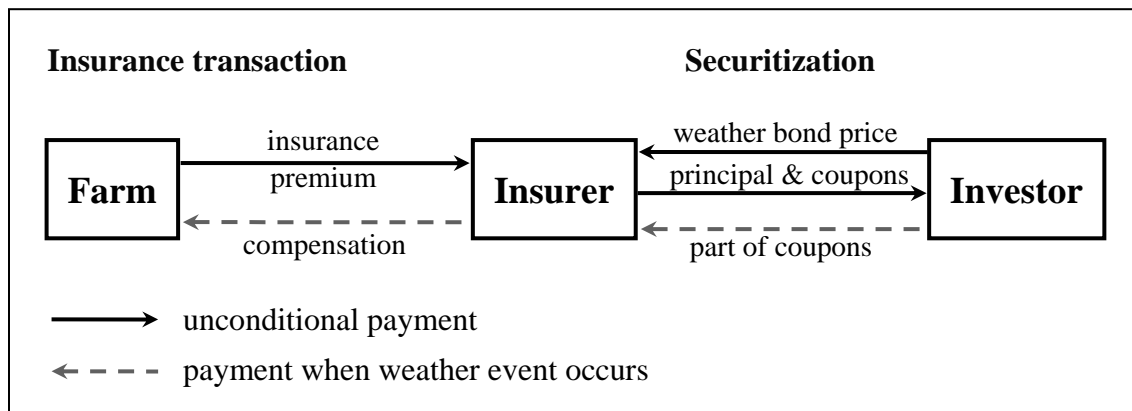 Insurance transaction
Securitization
insurance
premium
weather bond price
principal & coupons
Farm
Insurer
Investor
compensation
part of coupons
unconditional payment
payment when weather event occurs